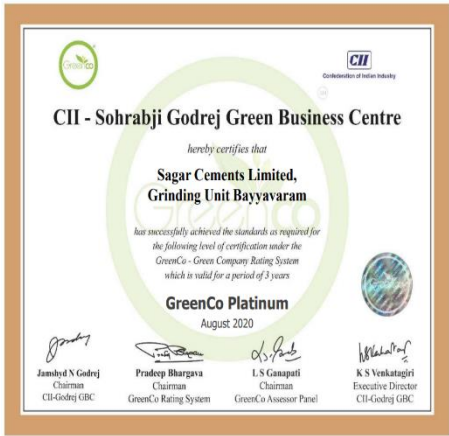 GreenCo
CII
Confederation of Indian Industry
CII - Sohrabji Godrej Green Business Centre
hereby certifies that
Sagar Cements Limited,
Grinding Unit Bayyavaram
has successfully achieved the standards as required for
the following level of certification under the
GreenCo - Green Company Rating System
which is valid for a period of 3 years
GreenCo Platinum
August 2020
Jamshyd N Godrej Pradeep Bhargava L S Ganapati K S Venkatagiri
Chairman Chairman Chairman Executive Director
CII-Godrej GBC GreenCo Rating System GreenCo Assessor Panel CII-Godrej GBC